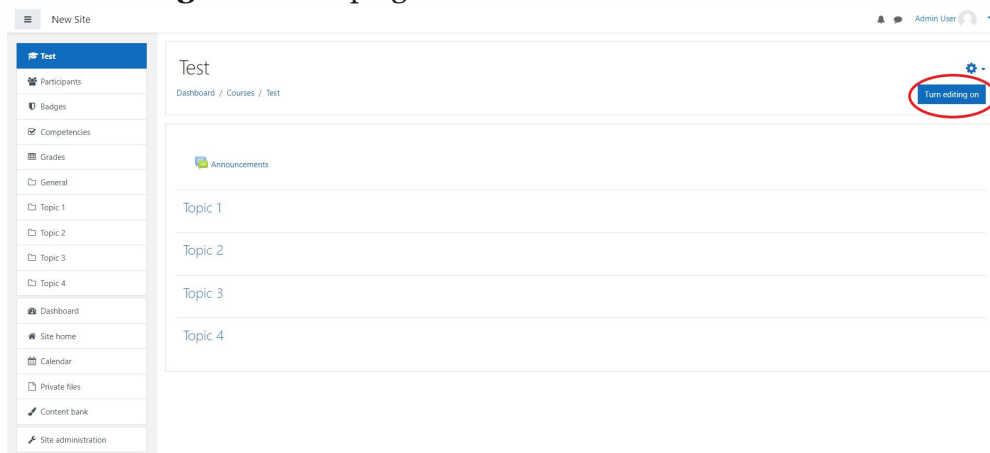 New Site
Admin User
Test
Participants
Badges
Competencies
Grades
General
Topic 1
Topic 2
Topic 3
Topic 4
Dashboard
Site home
Calendar
Private files
Content bank
Site administration
Test
Dashboard / Courses / Test
Turn editing on
Announcements
Topic 1
Topic 2
Topic 3
Topic 4